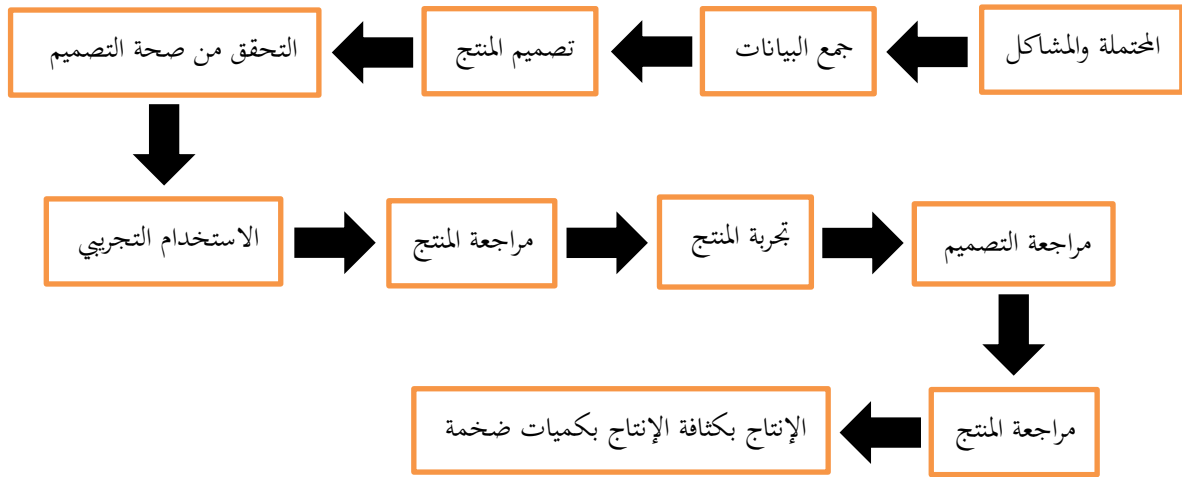 المحتملة والمشاكل
جمع البيانات
تصميم المنتج
التحقق من صحة التصميم
الاستخدام التجريبي
مراجعة المنتج
تجربة المنتج
مراجعة التصميم
مراجعة المنتج
الإنتاج بكثافة الإنتاج بكميات ضخمة